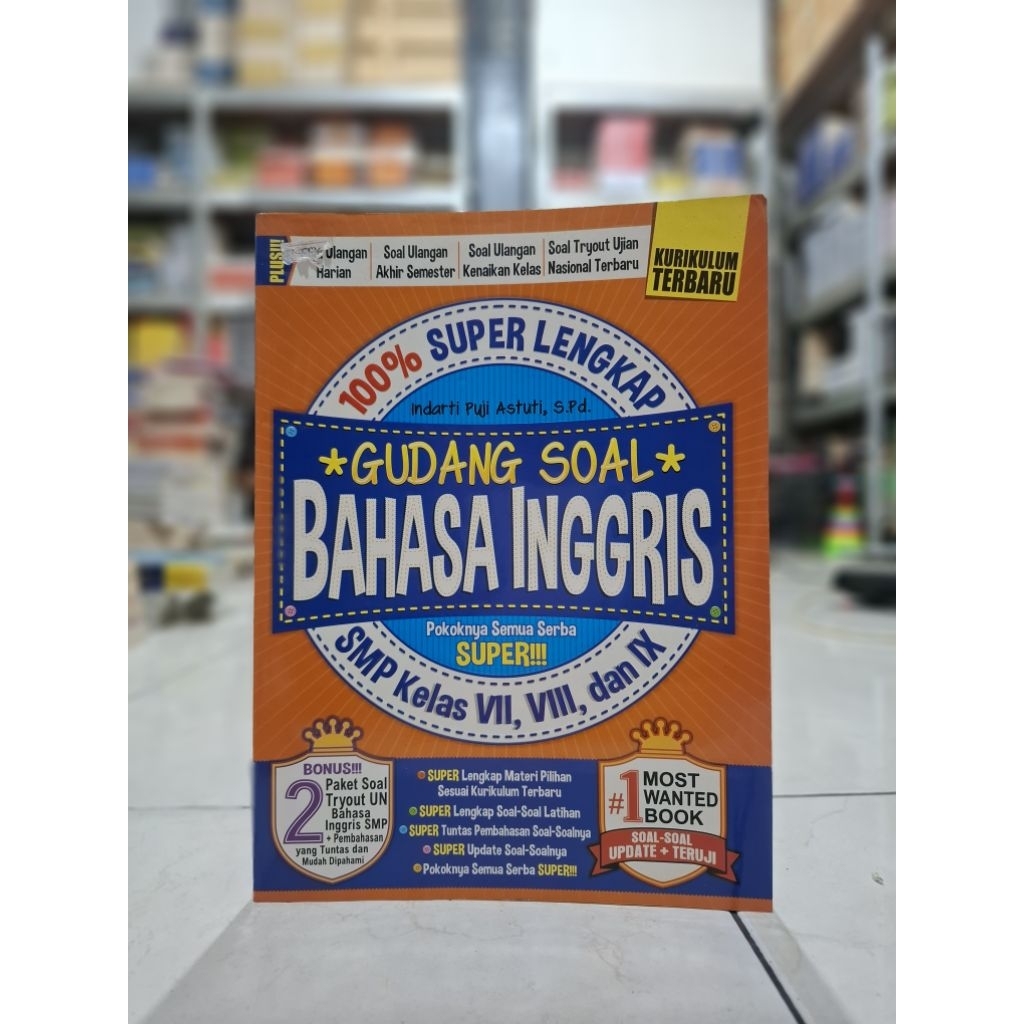 PLUS!!!
Ulangan
Harian
Soal Ulangan
Akhir Semester
Soal Ulangan
Kenaikan Kelas
Soal Tryout Ujian
Nasional Terbaru
KURIKULUM
TERBARU
100% SUPER LENGKAP
Indarti Puji Astuti, S.Pd.
GUDANG SOAL
BAHASA INGGRIS
Pokoknya Semua Serba
SUPER!!!
SMP Kelas VII, VIII, dan IX
BONUS!!!
2 Paket Soal
Tryout UN
Bahasa
Inggris SMP
+ Pembahasan
yang Tuntas dan
Mudah Dipahami
SUPER Lengkap Materi Pilihan
Sesuai Kurikulum Terbaru
SUPER Lengkap Soal-Soal Latihan
SUPER Tuntas Pembahasan Soal-Soalnya
SUPER Update Soal-Soalnya
Pokoknya Semua Serba SUPER!!!
#1 MOST
WANTED
BOOK
SOAL-SOAL
UPDATE + TERUJI